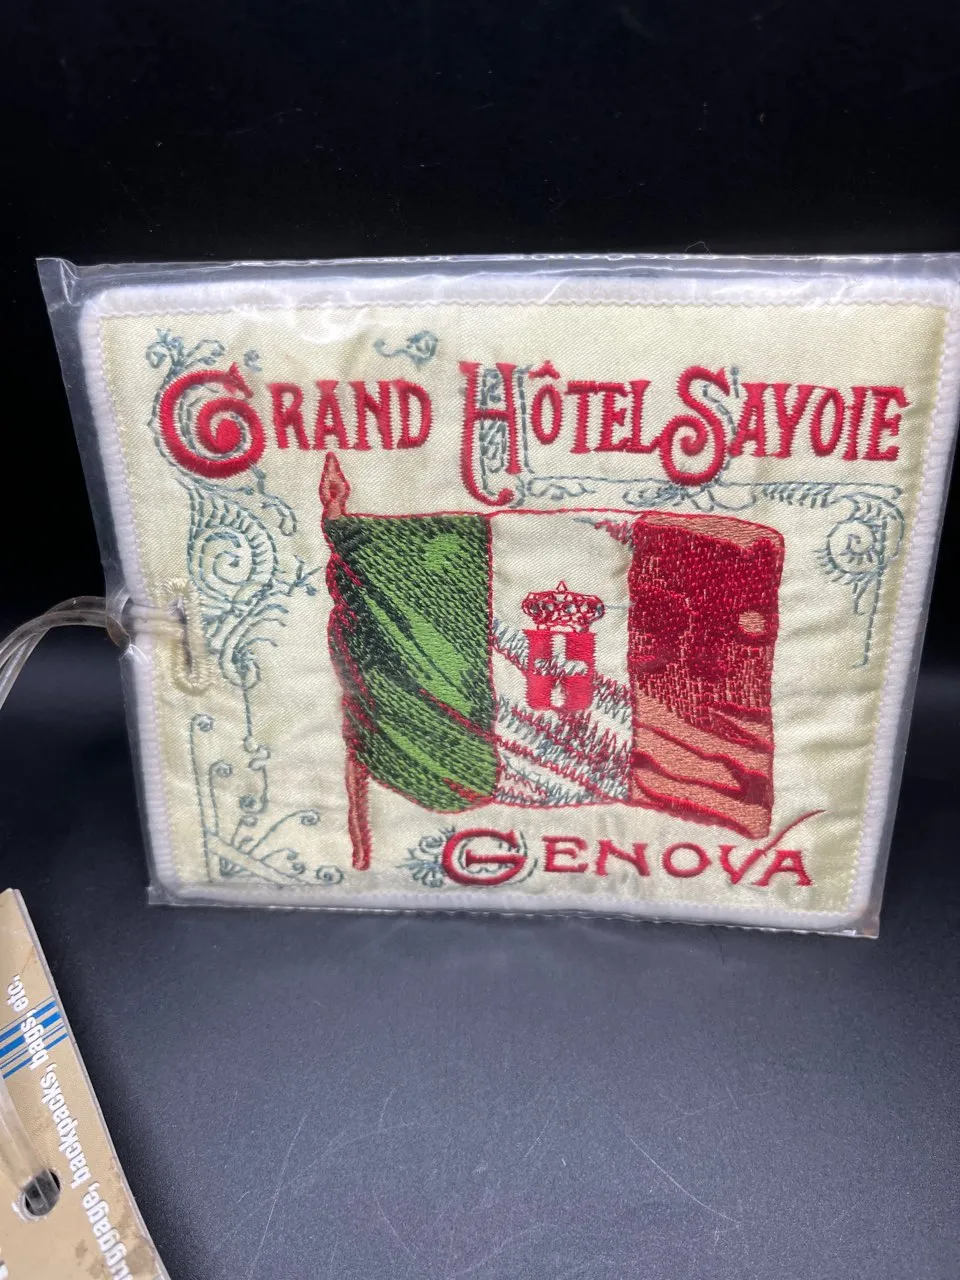 GRAND HÔTEL SAVOIE
GENOVA
luggage, backpacks, bags, etc.